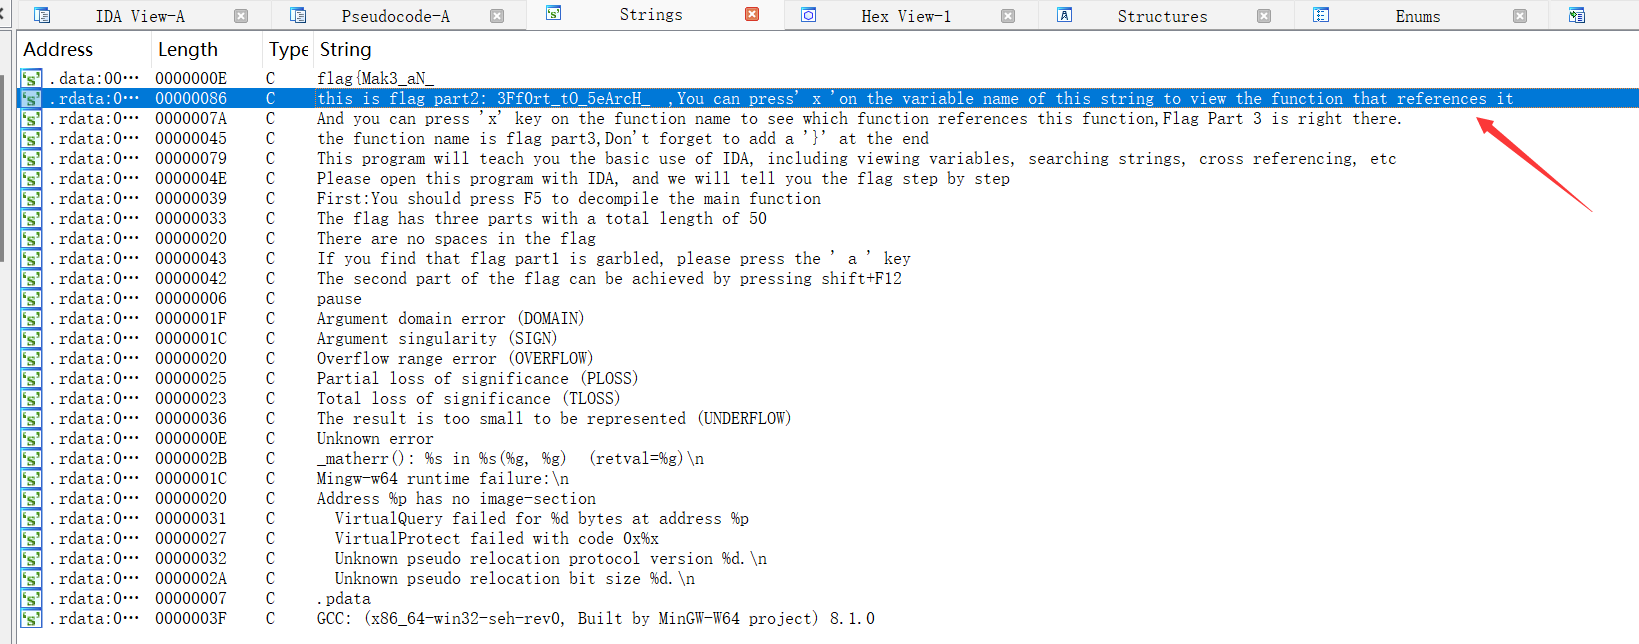 IDA View-A Pseudocode-A Strings Hex View-1 Structures Enums
Address Length Type String
.data:00··· 0000000E C flag{Mak3_aN_
.rdata:0··· 00000086 C this is flag part2: 3Ff0rt_tO_5eArcH_ ,You can press' x 'on the variable name of this string to view the function that references it
.rdata:0··· 0000007A C And you can press 'x' key on the function name to see which function references this function,Flag Part 3 is right there.
.rdata:0··· 00000045 C the function name is flag part3,Don't forget to add a '}' at the end
.rdata:0··· 00000079 C This program will teach you the basic use of IDA, including viewing variables, searching strings, cross referencing, etc
.rdata:0··· 0000004E C Please open this program with IDA, and we will tell you the flag step by step
.rdata:0··· 00000039 C First:You should press F5 to decompile the main function
.rdata:0··· 00000033 C The flag has three parts with a total length of 50
.rdata:0··· 00000020 C There are no spaces in the flag
.rdata:0··· 00000043 C If you find that flag part1 is garbled, please press the ' a ' key
.rdata:0··· 00000042 C The second part of the flag can be achieved by pressing shift+F12
.rdata:0··· 00000006 C pause
.rdata:0··· 0000001F C Argument domain error (DOMAIN)
.rdata:0··· 0000001C C Argument singularity (SIGN)
.rdata:0··· 00000020 C Overflow range error (OVERFLOW)
.rdata:0··· 00000025 C Partial loss of significance (PLOSS)
.rdata:0··· 00000023 C Total loss of significance (TLOSS)
.rdata:0··· 00000036 C The result is too small to be represented (UNDERFLOW)
.rdata:0··· 0000000E C Unknown error
.rdata:0··· 0000002B C _matherr(): %s in %s(%g, %g)  (retval=%g)\n
.rdata:0··· 0000001C C Mingw-w64 runtime failure:\n
.rdata:0··· 00000020 C Address %p has no image-section
.rdata:0··· 00000031 C   VirtualQuery failed for %d bytes at address %p
.rdata:0··· 00000027 C   VirtualProtect failed with code 0x%x
.rdata:0··· 00000032 C   Unknown pseudo relocation protocol version %d.\n
.rdata:0··· 0000002A C   Unknown pseudo relocation bit size %d.\n
.rdata:0··· 00000007 C .pdata
.rdata:0··· 0000003F C GCC: (x86_64-win32-seh-rev0, Built by MinGW-W64 project) 8.1.0